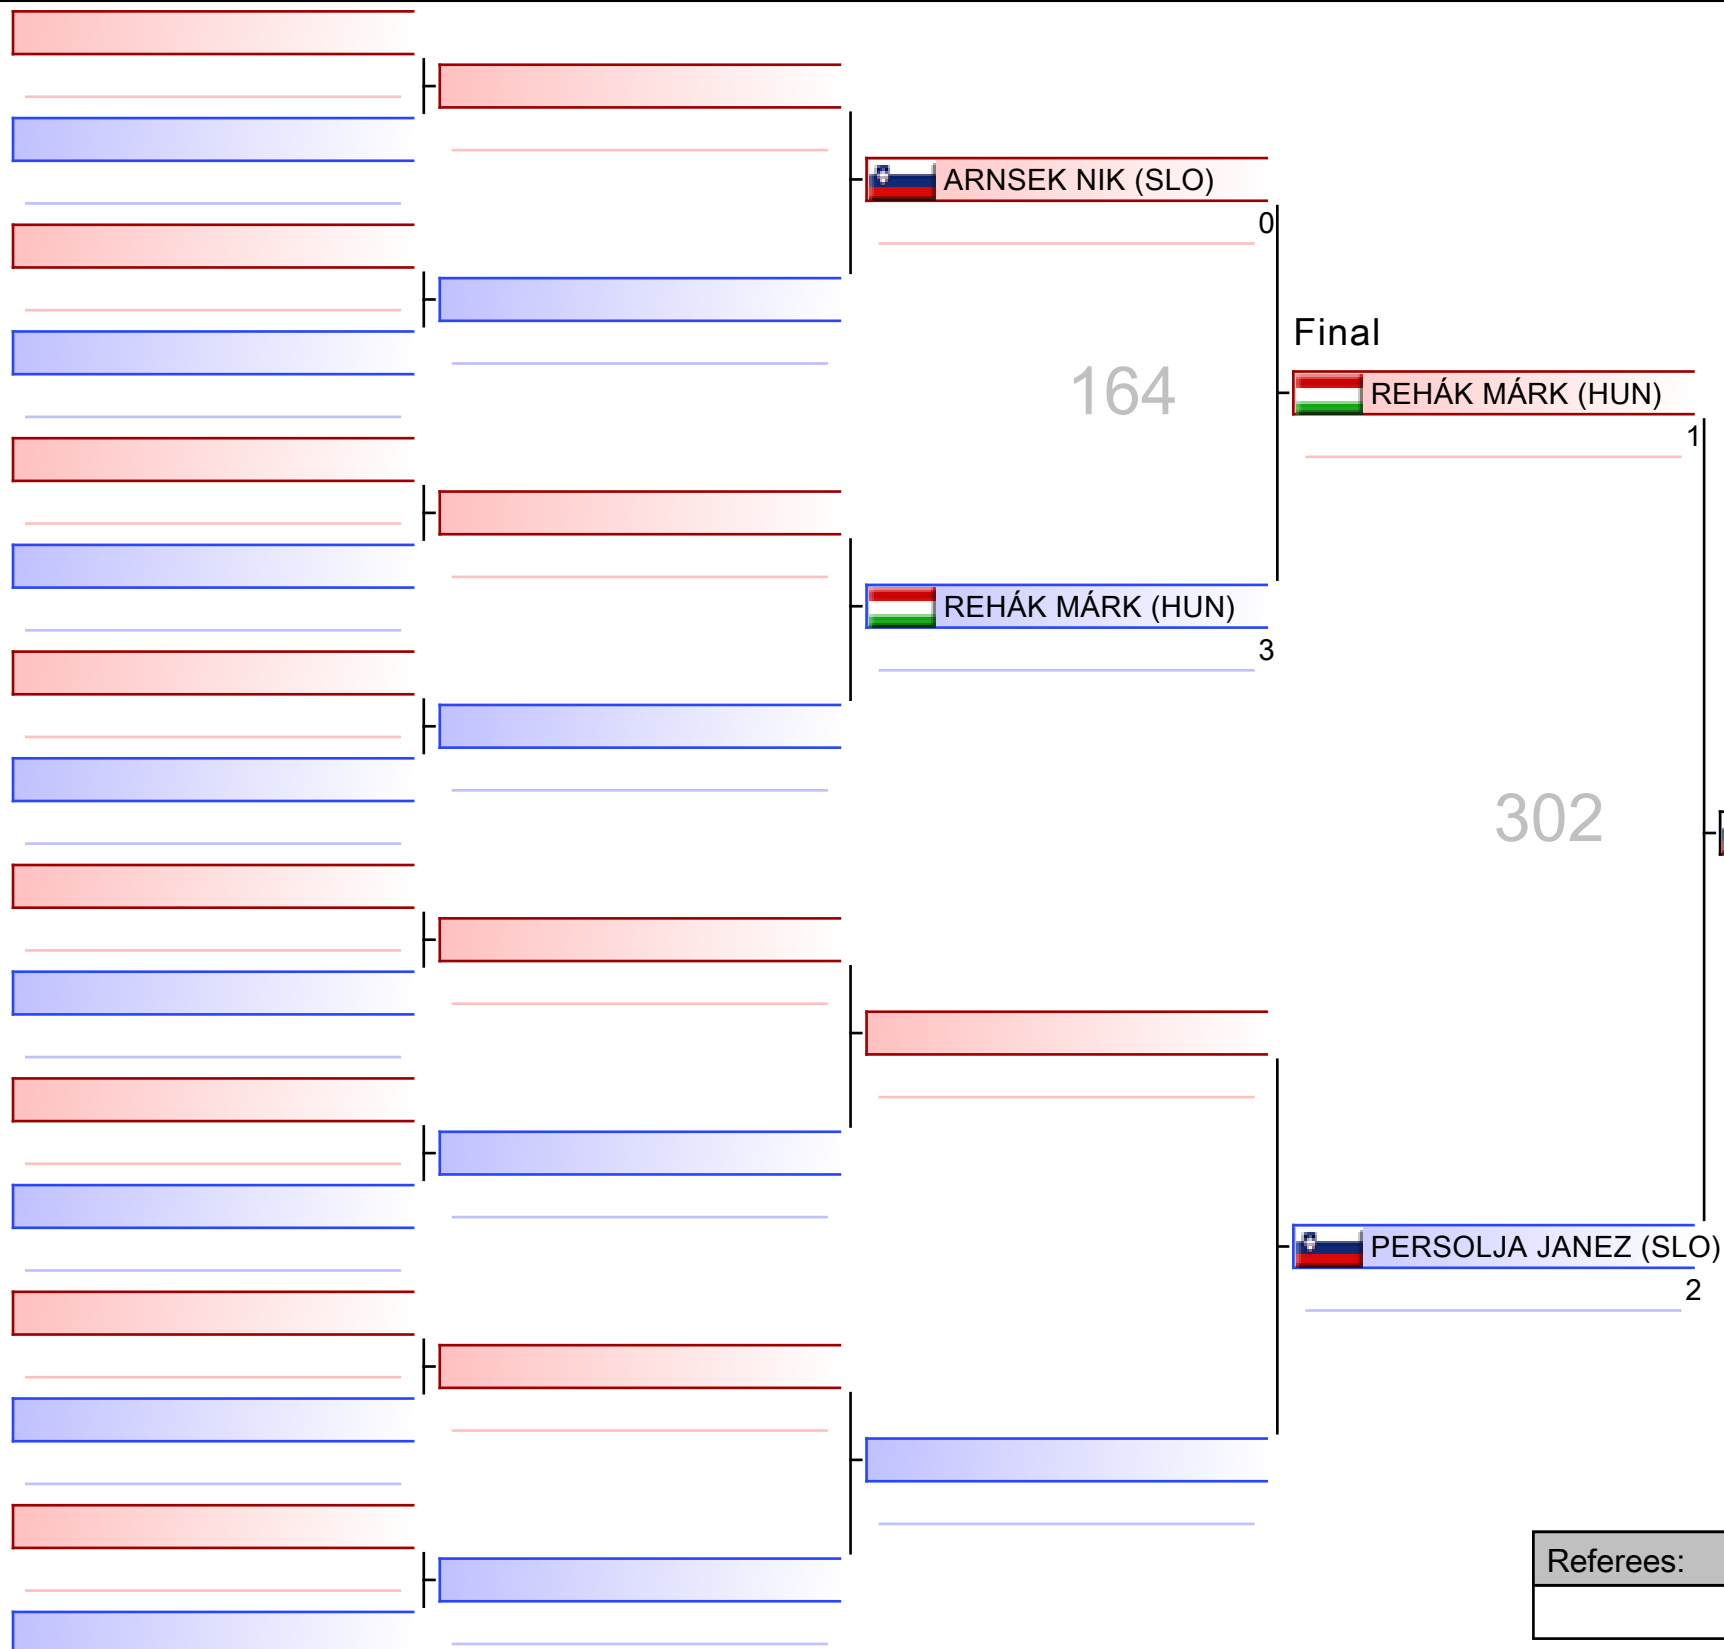 ARNSEK NIK (SLO)
0
Final
164
REHÁK MÁRK (HUN)
1
REHÁK MÁRK (HUN)
3
302
PERSOLJA JANEZ (SLO)
2
Referees: